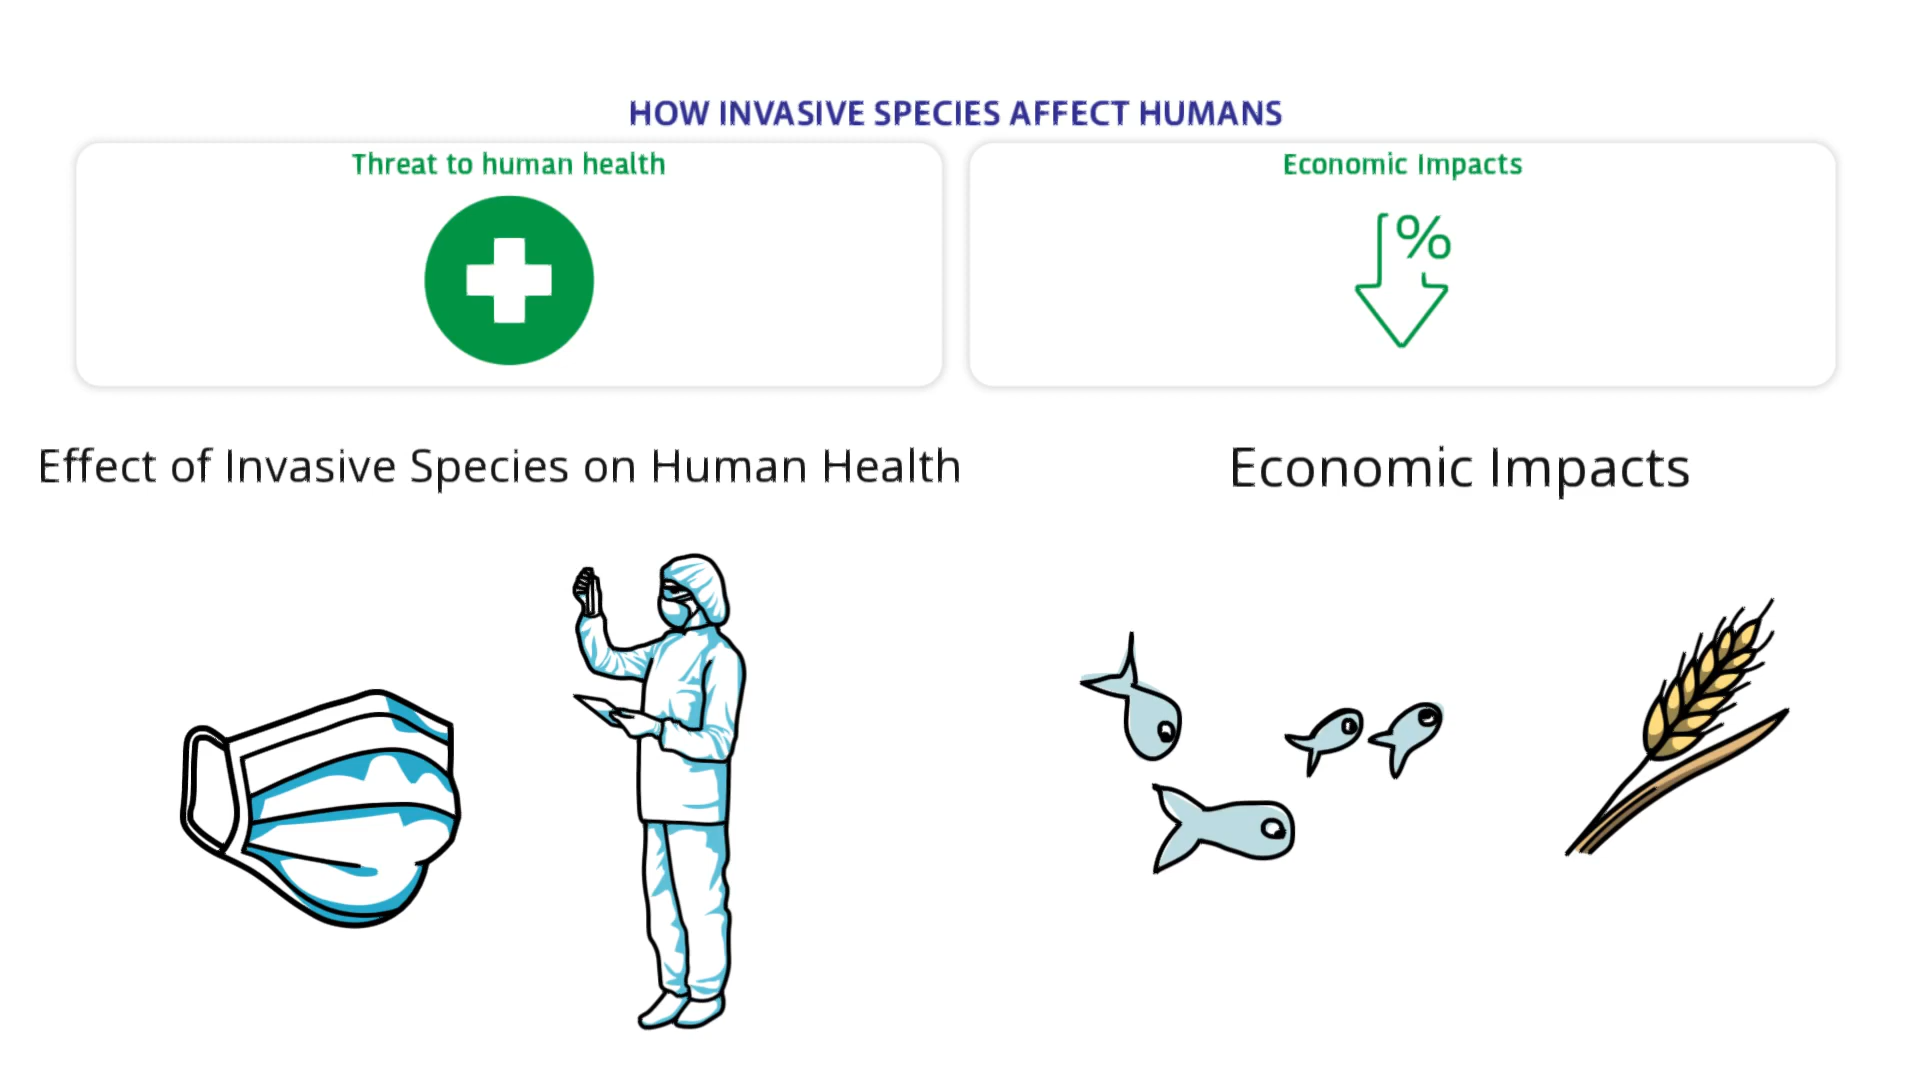 HOW INVASIVE SPECIES AFFECT HUMANS
Threat to human health
Economic Impacts
%
Effect of Invasive Species on Human Health
Economic Impacts